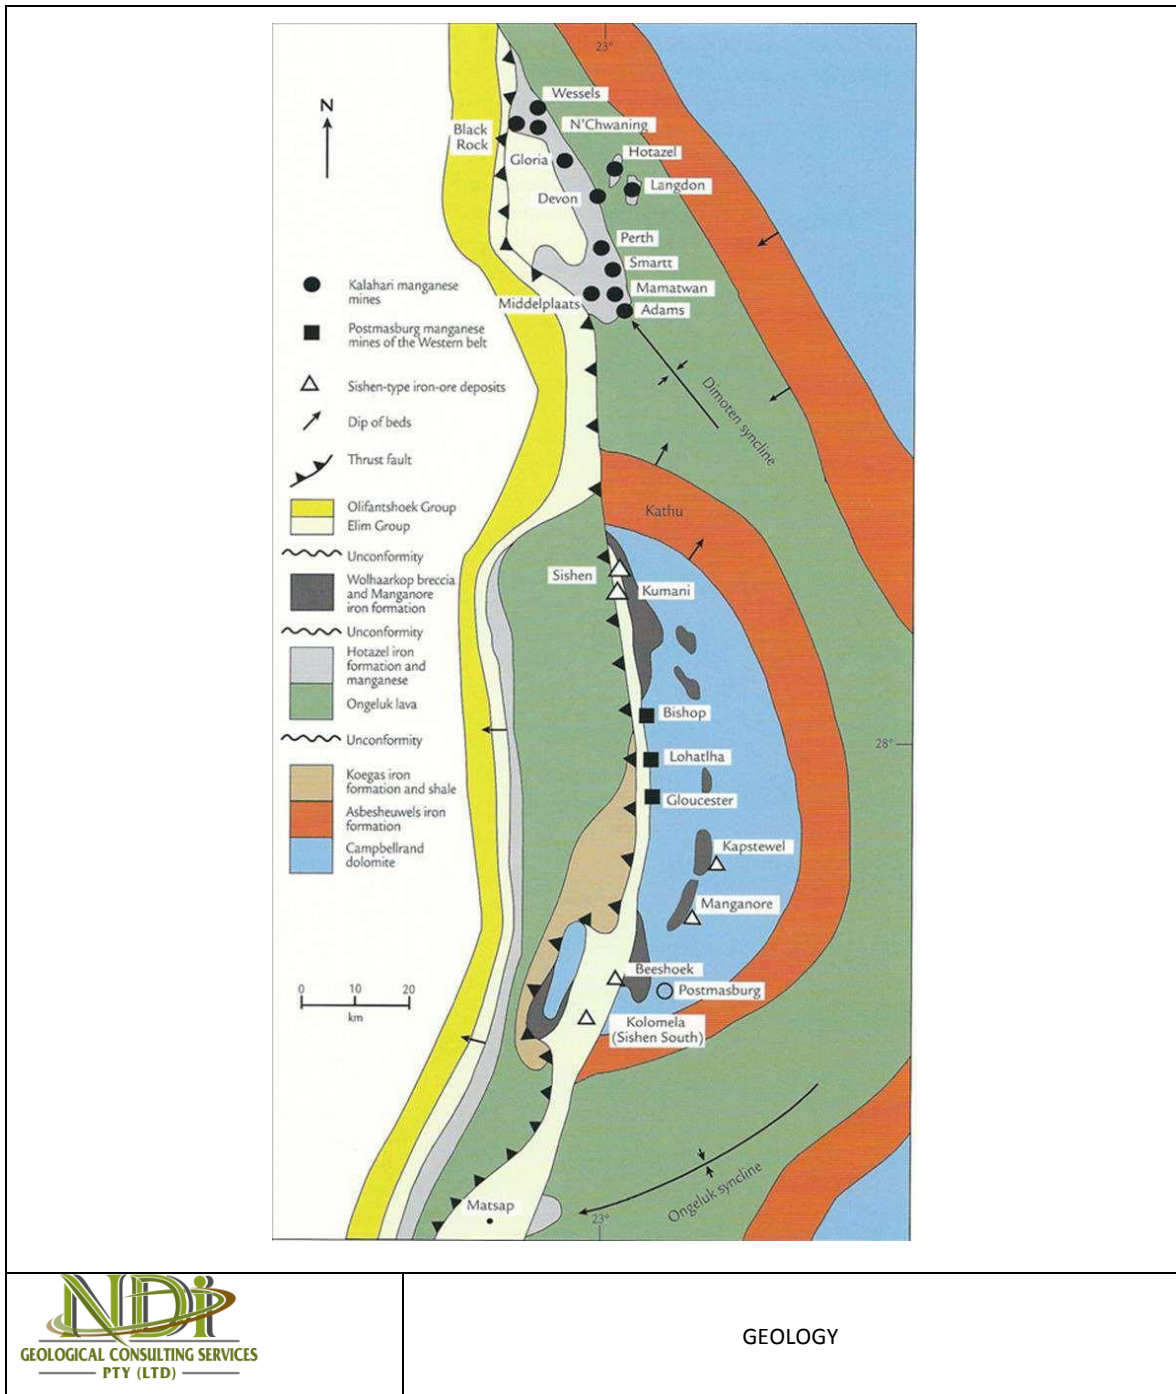 23°
N
Wessels
Black
Rock
N'Chwaning
Gloria
Hotazel
Langdon
Devon
Perth
Smartt
Mamatwan
Middelplaats
Adams
Dimoten syncline
Kalahari manganese
mines
Postmasburg manganese
mines of the Western belt
Sishen-type iron-ore deposits
Dip of beds
Thrust fault
Olifantshoek Group
Elim Group
Unconformity
Wolhaarkop breccia
and Manganore
iron formation
Unconformity
Hotazel iron
formation and
manganese
Ongeluk lava
Unconformity
Koegas iron
formation and shale
Asbesheuwels iron
formation
Campbellrand
dolomite
0 10 20
km
Kathu
Sishen
Kumani
Bishop
28°
Lohatlha
Gloucester
Kapstewel
Manganore
Beeshoek
Postmasburg
Kolomela
(Sishen South)
Ongeluk syncline
Matsap
23°
NDi
GEOLOGICAL CONSULTING SERVICES
PTY (LTD)
GEOLOGY